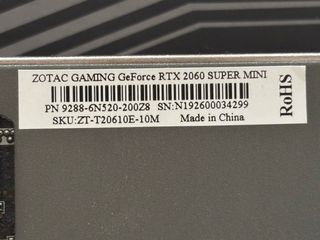 ZOTAC GAMING GeForce RTX 2060 SUPER MINI
PN 9288-6N520-200Z8 SN:N192600034299
SKU:ZT-T20610E-10M Made in China
RoHS